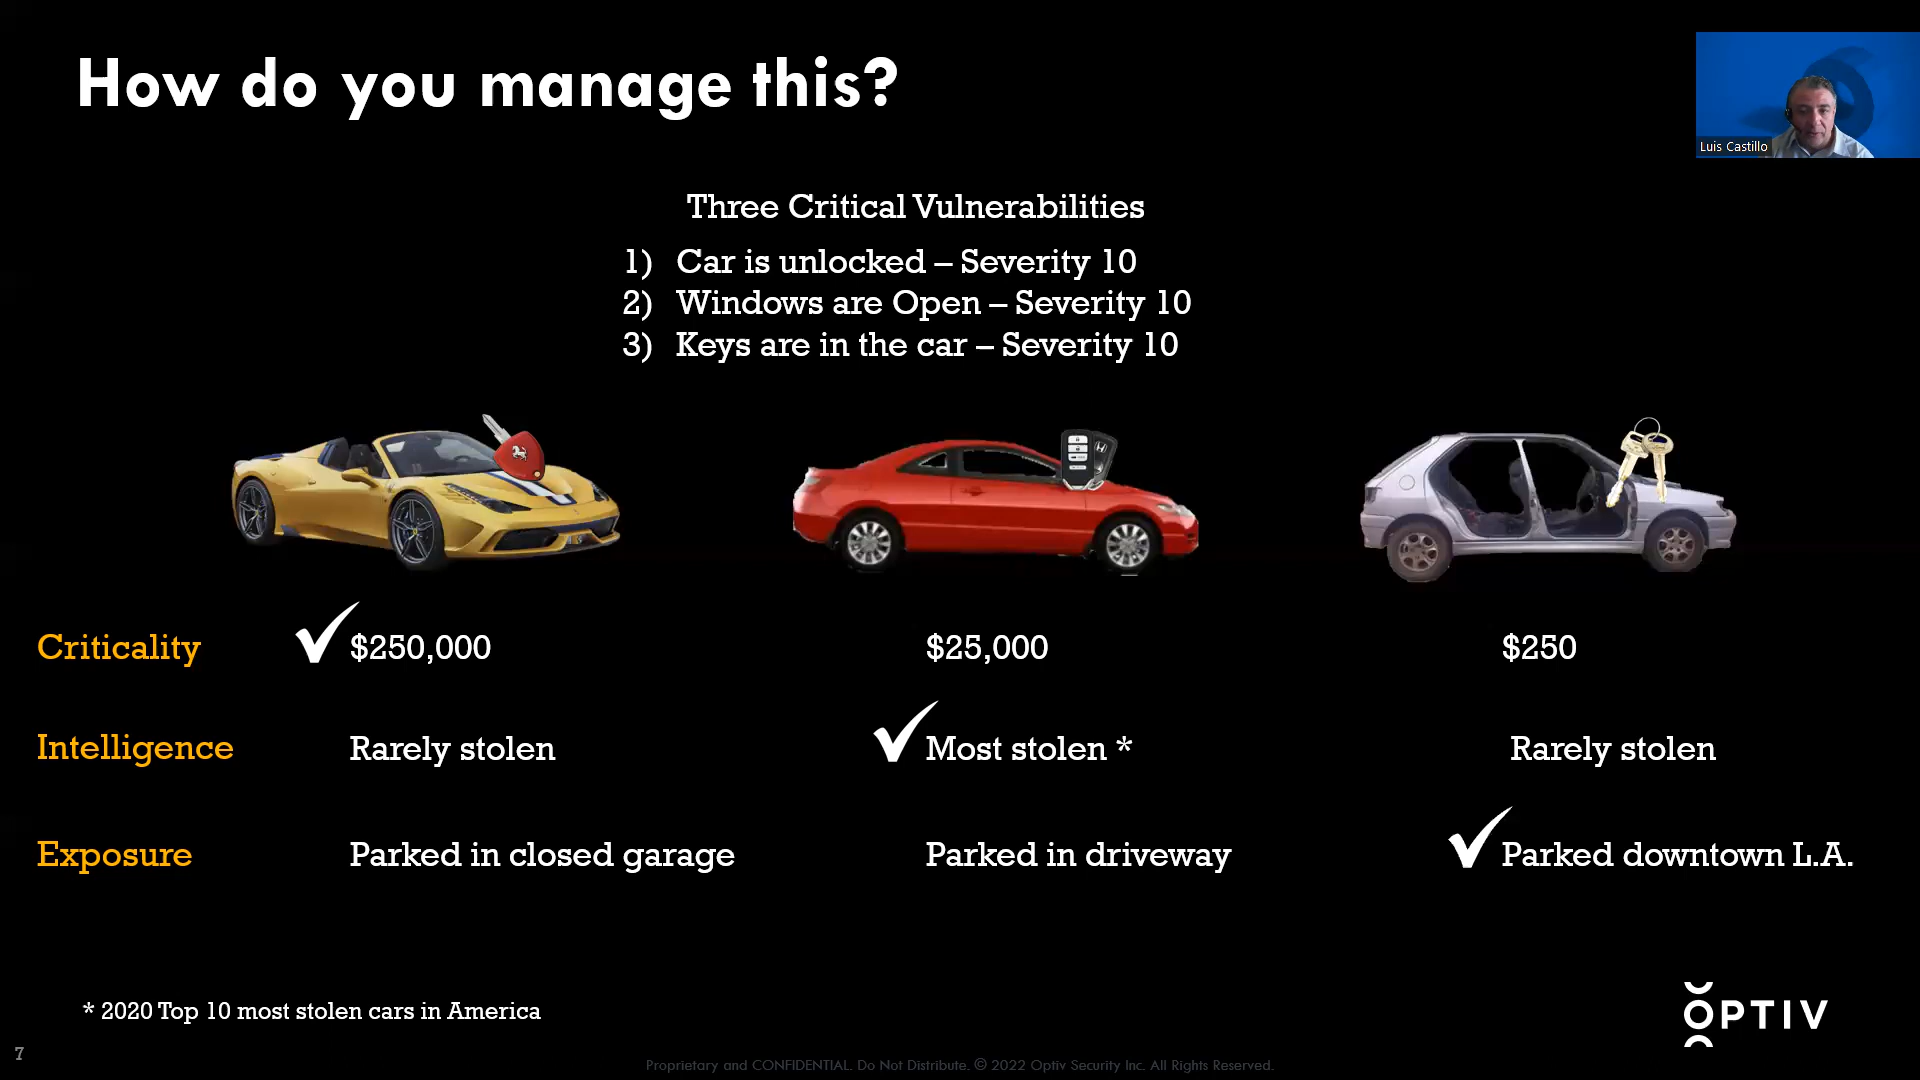 How do you manage this?
Luis Castillo
Three Critical Vulnerabilities
1) Car is unlocked – Severity 10
2) Windows are Open – Severity 10
3) Keys are in the car – Severity 10
Criticality $250,000 $25,000 $250
Intelligence Rarely stolen Most stolen * Rarely stolen
Exposure Parked in closed garage Parked in driveway Parked downtown L.A.
* 2020 Top 10 most stolen cars in America
OPTIV
7
Proprietary and CONFIDENTIAL. Do Not Distribute. © 2022 Optiv Security Inc. All Rights Reserved.